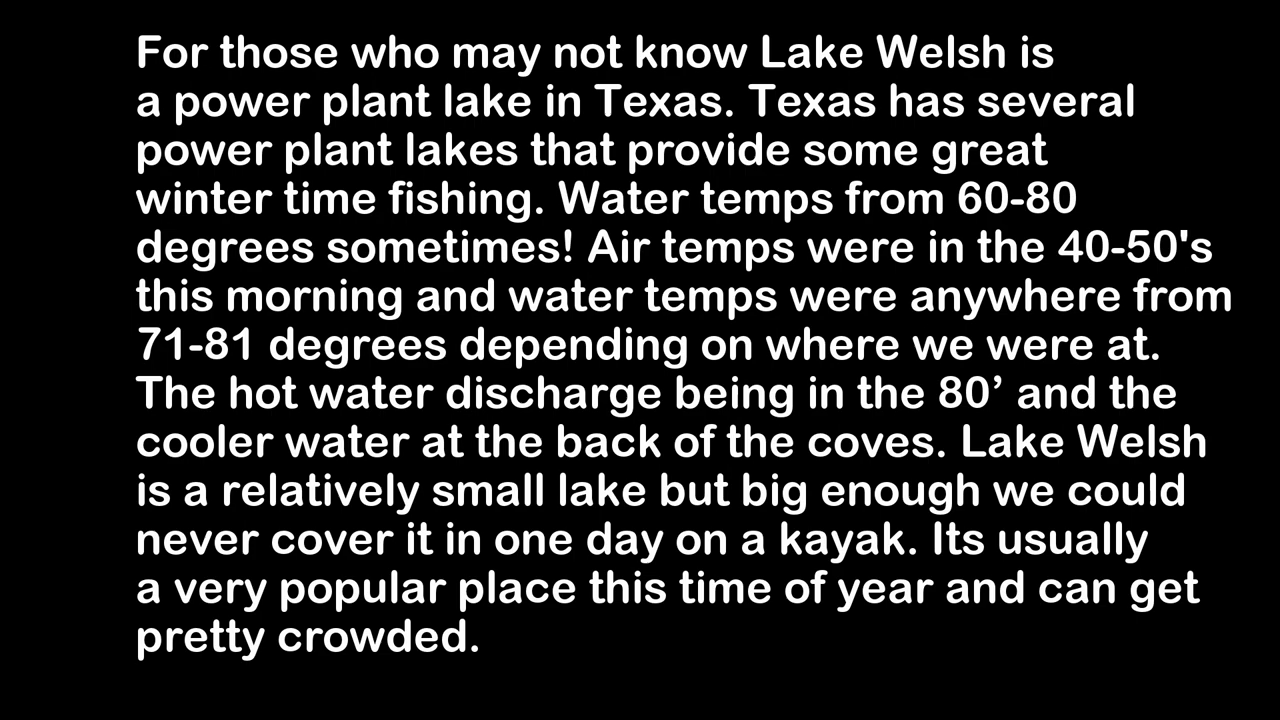 For those who may not know Lake Welsh is
a power plant lake in Texas. Texas has several
power plant lakes that provide some great
winter time fishing. Water temps from 60-80
degrees sometimes! Air temps were in the 40-50's
this morning and water temps were anywhere from
71-81 degrees depending on where we were at.
The hot water discharge being in the 80’ and the
cooler water at the back of the coves. Lake Welsh
is a relatively small lake but big enough we could
never cover it in one day on a kayak. Its usually
a very popular place this time of year and can get
pretty crowded.